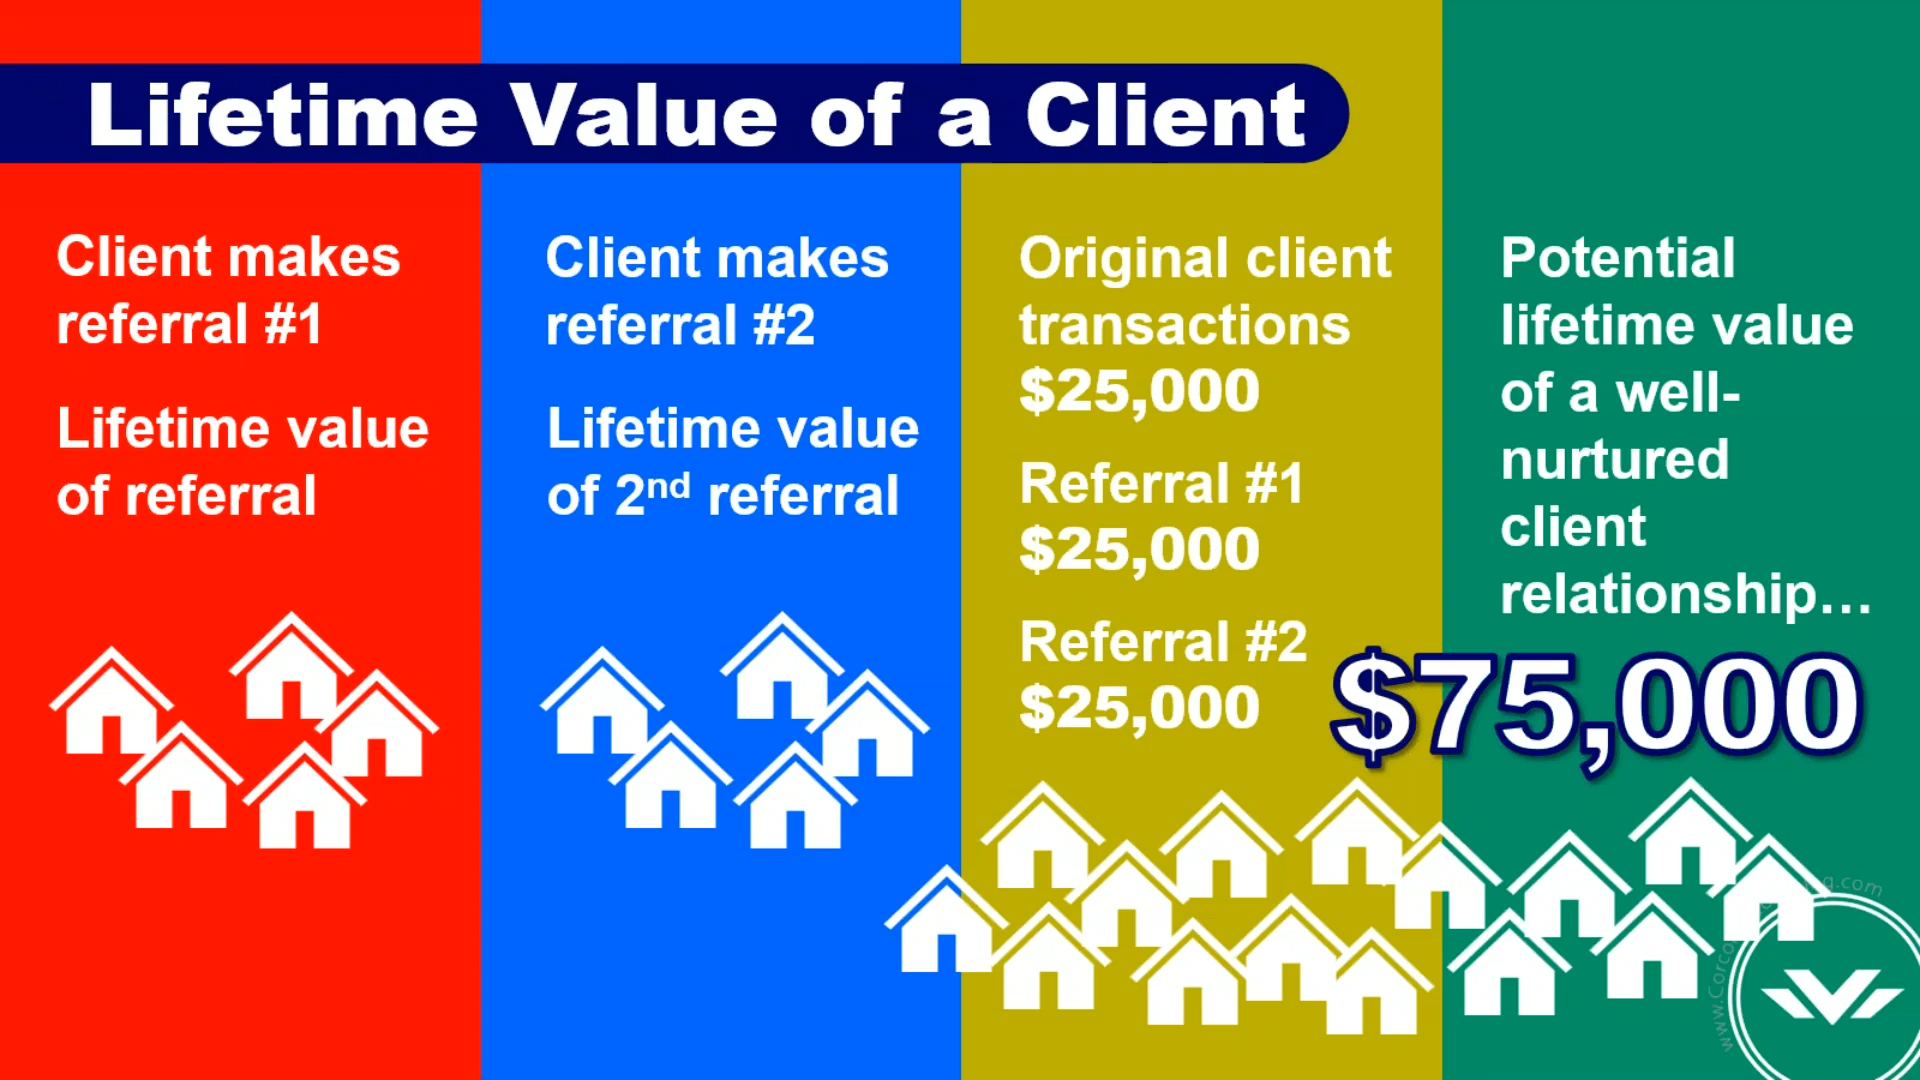 Lifetime Value of a Client
Client makes
referral #1
Lifetime value
of referral
Client makes
referral #2
Lifetime value
of 2nd referral
Original client
transactions
$25,000
Referral #1
$25,000
Referral #2
$25,000
Potential
lifetime value
of a well-
nurtured
client
relationship…
$75,000